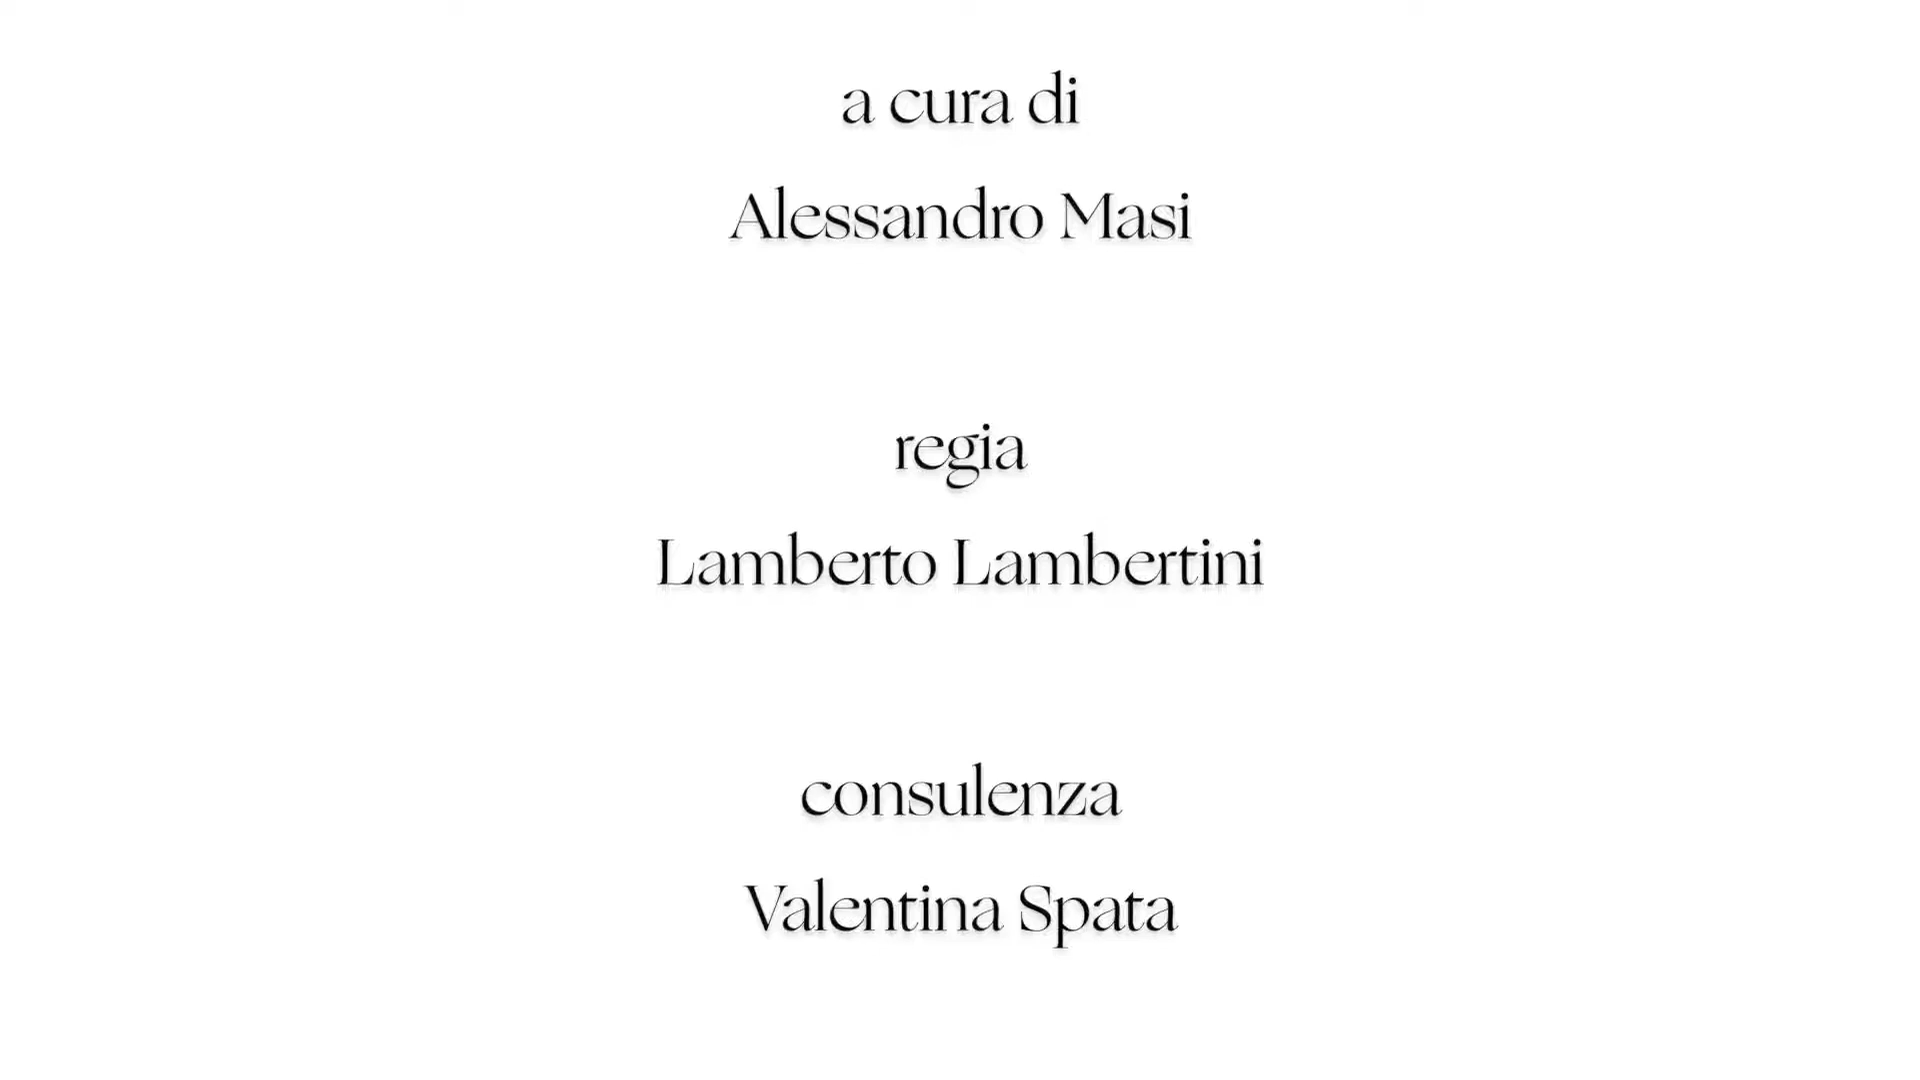 a cura di
Alessandro Masi
regia
Lamberto Lambertini
consulenza
Valentina Spata